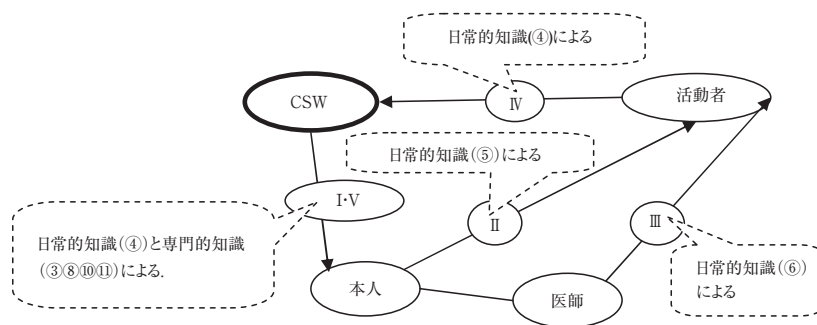 日常的知識(④)による
CSW
Ⅳ
活動者
日常的知識(⑤)による
Ⅰ・Ⅴ
Ⅱ
Ⅲ
日常的知識(④)と専門的知識
(③⑧⑩⑪)による.
日常的知識(⑥)
による
本人
医師